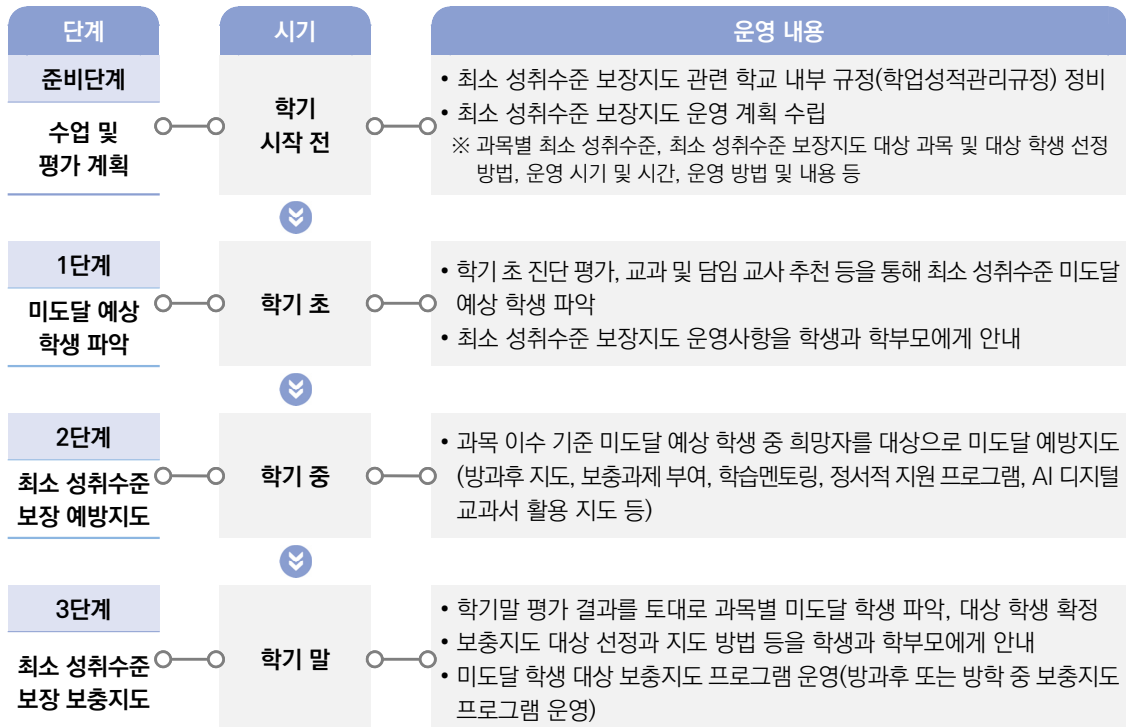 단계
시기
운영 내용
준비단계
수업 및
평가 계획
학기
시작 전
• 최소 성취수준 보장지도 관련 학교 내부 규정(학업성적관리규정) 정비
• 최소 성취수준 보장지도 운영 계획 수립
※ 과목별 최소 성취수준, 최소 성취수준 보장지도 대상 과목 및 대상 학생 선정
방법, 운영 시기 및 시간, 운영 방법 및 내용 등
1단계
미도달 예상
학생 파악
학기 초
• 학기 초 진단 평가, 교과 및 담임 교사 추천 등을 통해 최소 성취수준 미도달
예상 학생 파악
• 최소 성취수준 보장지도 운영사항을 학생과 학부모에게 안내
2단계
최소 성취수준
보장 예방지도
학기 중
• 과목 이수 기준 미도달 예상 학생 중 희망자를 대상으로 미도달 예방지도
(방과후 지도, 보충과제 부여, 학습멘토링, 정서적 지원 프로그램, AI 디지털
교과서 활용 지도 등)
3단계
최소 성취수준
보장 보충지도
학기 말
• 학기말 평가 결과를 토대로 과목별 미도달 학생 파악, 대상 학생 확정
• 보충지도 대상 선정과 지도 방법 등을 학생과 학부모에게 안내
• 미도달 학생 대상 보충지도 프로그램 운영(방과후 또는 방학 중 보충지도
프로그램 운영)